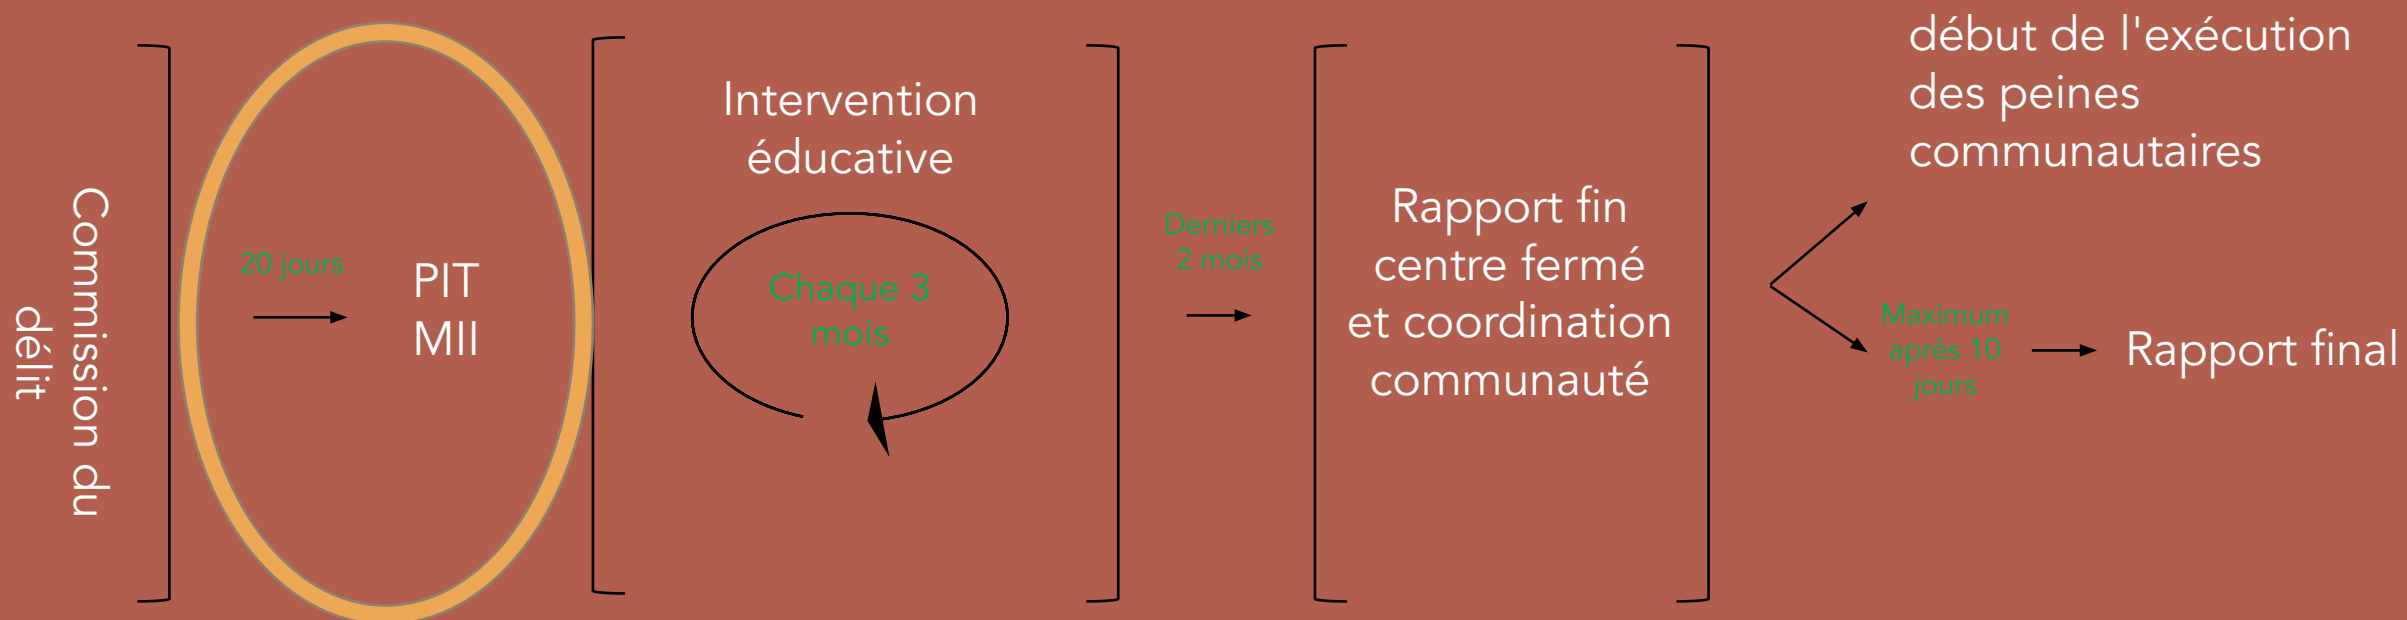 Commission du
délit
20 jours
PIT
MII
Intervention
éducative
Chaque 3
mois
Derniers
2 mois
Rapport fin
centre fermé
et coordination
communauté
début de l'exécution
des peines
communautaires
Maximum
après 10
jours
Rapport final